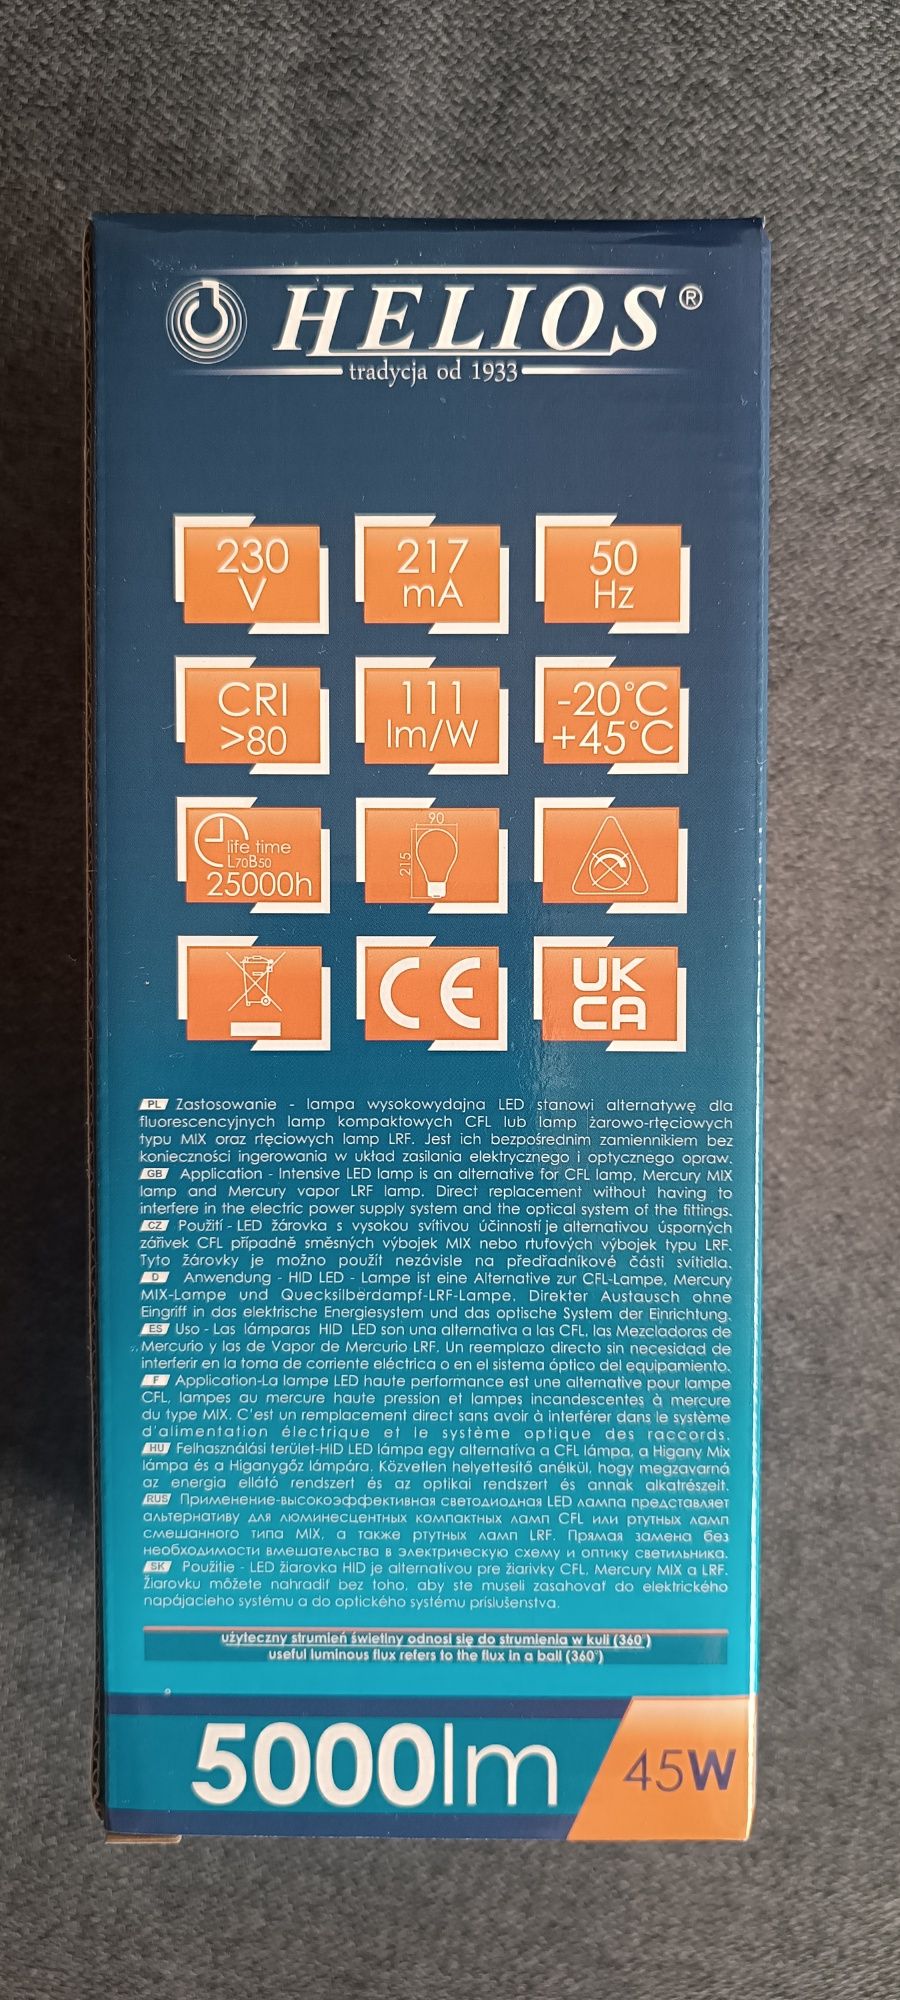 HELIOS®
tradycja od 1933
230
V
217
mA
50
Hz
CRI
>80
111
lm/W
-20°C
+45°C
life time
L70B50
25000h
90
215
CE
UK
CA
PL Zastosowanie - lampa wysokowydajna LED stanowi alternatywę dla
fluorescencyjnych lamp kompaktowych CFL lub lamp żarowo-rtęciowych
typu MIX oraz rtęciowych lamp LRF. Jest ich bezpośrednim zamiennikiem bez
konieczności ingerowania w układ zasilania elektrycznego i optycznego opraw.
GB Application - Intensive LED lamp is an alternative for CFL lamp, Mercury MIX
lamp and Mercury vapor LRF lamp. Direct replacement without having to
interfere in the electric power supply system and the optical system of the fittings.
CZ Použití - LED žárovka s vysokou svítivou účinností je alternativou úsporných
zářivek CFL případně směsných výbojek MIX nebo rtuťových výbojek typu LRF.
Tyto žárovky je možno použít nezávisle na předřadníkové části svítidla.
D Anwendung - HID LED - Lampe ist eine Alternative zur CFL-Lampe, Mercury
MIX-Lampe und Quecksilberdampf-LRF-Lampe. Direkter Austausch ohne
Eingriff in das elektrische Energiesystem und das optische System der Einrichtung.
ES Uso - Las lámparas HID LED son una alternativa a las CFL, las Mezcladoras de
Mercurio y las de Vapor de Mercurio LRF. Un reemplazo directo sin necesidad de
interferir en la toma de corriente eléctrica o en el sistema óptico del equipamiento.
F Application-La lampe LED haute performance est une alternative pour lampe
CFL, lampes au mercure haute pression et lampes incandescentes à mercure
du type MIX. C'est un remplacement direct sans avoir à interférer dans le système
d'alimentation électrique et le système optique des raccords.
HU Felhasználási terület-HID LED lámpa egy alternatíva a CFL lámpa, a Higany Mix
lámpa és a Higanygőz lámpára. Közvetlen helyettesítő anélkül, hogy megzavarná
az energia ellátó rendszert és az optikai rendszert és annak alkatrészeit.
RUS Применение-высокоэффективная светодиодная LED лампа представляет
альтернативу для люминесцентных компактных ламп CFL или ртутных ламп
смешанного типа MIX, а также ртутных ламп LRF. Прямая замена без
необходимости вмешательства в электрическую схему и оптику светильника.
SK Použitie - LED žiarovka HID je alternativou pre žiarivky CFL, Mercury MIX a LRF.
Žiarovku môžete nahradiť bez toho, aby ste museli zasahovať do elektrického
napájacieho systému a do optického systému príslušenstva.
użyteczny strumień świetlny odnosi się do strumienia w kuli (360°)
useful luminous flux refers to the flux in a ball (360°)
5000lm
45W